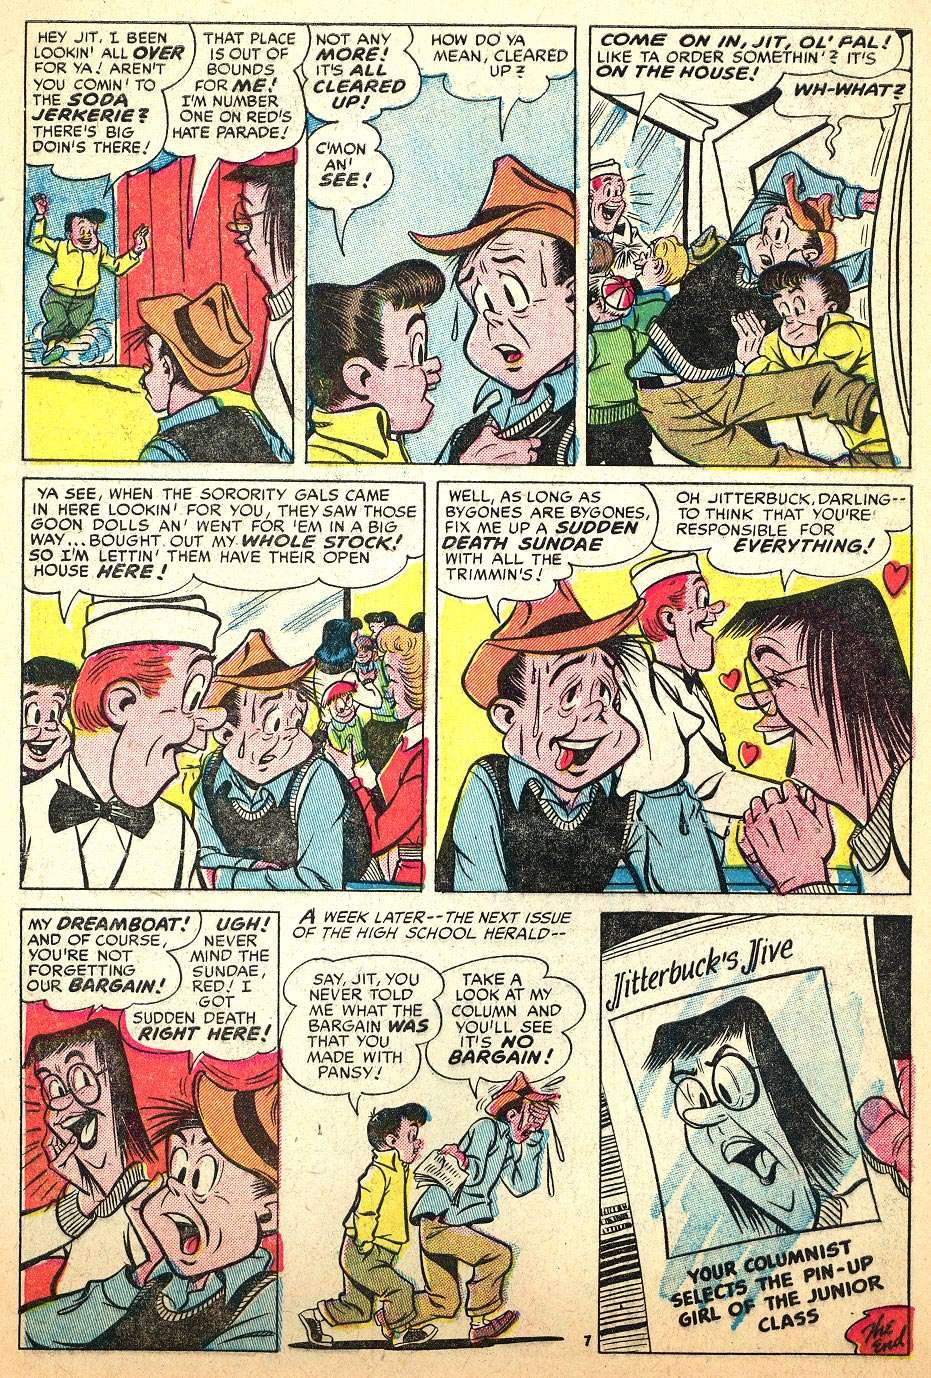 HEY JIT, I BEEN
LOOKIN' ALL OVER
FOR YA! AREN'T
YOU COMIN' TO
THE SODA
JERKERIE?
THERE'S BIG
DOIN'S THERE!
THAT PLACE
IS OUT OF
BOUNDS
FOR ME!
I'M NUMBER
ONE ON RED'S
HATE PARADE!
NOT ANY
MORE!
IT'S ALL
CLEARED
UP!
C'MON
AN'
SEE!
HOW DO YA
MEAN, CLEARED
UP?
COME ON IN, JIT, OL' PAL!
LIKE TA ORDER SOMETHIN'? IT'S
ON THE HOUSE!
WH-WHAT?
YA SEE, WHEN THE SORORITY GALS CAME
IN HERE LOOKIN' FOR YOU, THEY SAW THOSE
GOON DOLLS AN' WENT FOR 'EM IN A BIG
WAY...BOUGHT OUT MY WHOLE STOCK!
SO I'M LETTIN' THEM HAVE THEIR OPEN
HOUSE HERE!
WELL, AS LONG AS
BYGONES ARE BYGONES,
FIX ME UP A SUDDEN
DEATH SUNDAE
WITH ALL THE
TRIMMIN'S!
OH JITTERBUCK, DARLING--
TO THINK THAT YOU'RE
RESPONSIBLE FOR
EVERYTHING!
MY DREAMBOAT!
AND OF COURSE,
YOU'RE NOT
FORGETTING
OUR BARGAIN!
UGH!
NEVER
MIND THE
SUNDAE,
RED! I
GOT
SUDDEN DEATH
RIGHT HERE!
A WEEK LATER--THE NEXT ISSUE
OF THE HIGH SCHOOL HERALD--
SAY, JIT, YOU
NEVER TOLD
ME WHAT THE
BARGAIN WAS
THAT YOU
MADE WITH
PANSY!
TAKE A
LOOK AT MY
COLUMN AND
YOU'LL SEE
IT'S NO
BARGAIN!
7
Jitterbuck's Jive
YOUR COLUMNIST
SELECTS THE PIN-UP
GIRL OF THE JUNIOR
CLASS
The
End